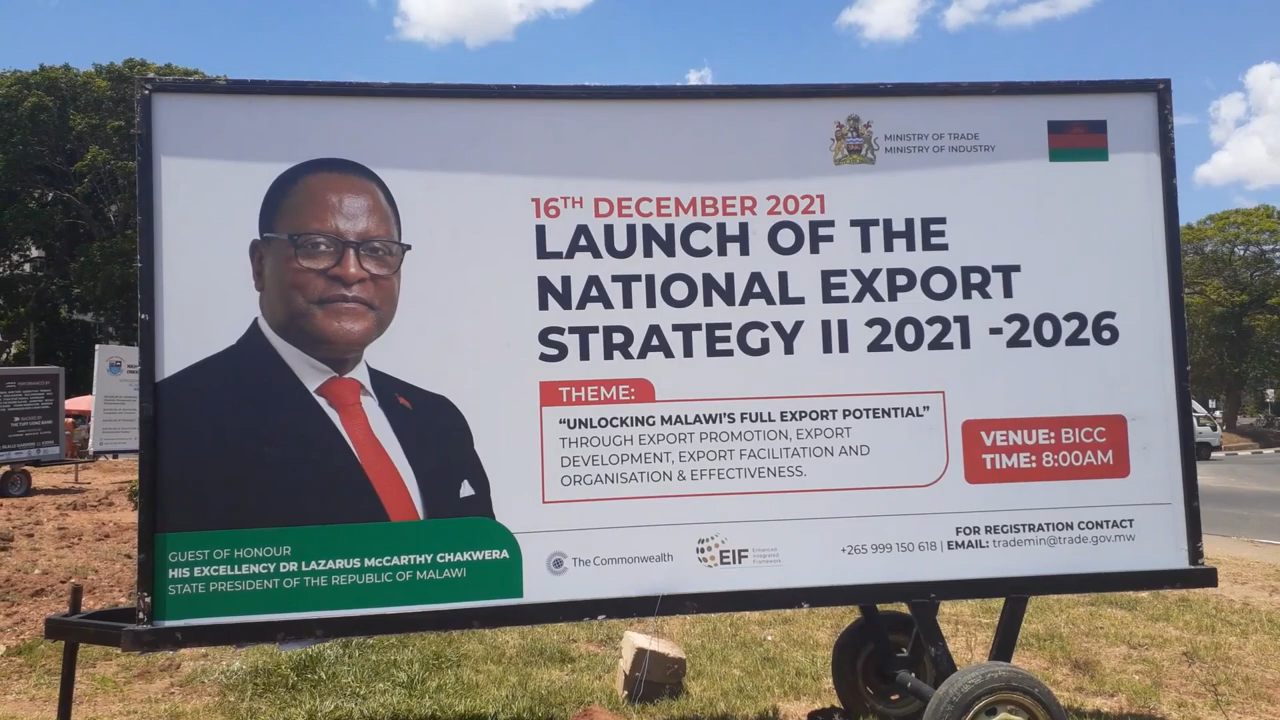 MINISTRY OF TRADE
MINISTRY OF INDUSTRY
16TH DECEMBER 2021
LAUNCH OF THE
NATIONAL EXPORT
STRATEGY II 2021 -2026
THEME:
“UNLOCKING MALAWI’S FULL EXPORT POTENTIAL”
THROUGH EXPORT PROMOTION, EXPORT
DEVELOPMENT, EXPORT FACILITATION AND
ORGANISATION & EFFECTIVENESS.
VENUE: BICC
TIME: 8:00AM
GUEST OF HONOUR
HIS EXCELLENCY DR LAZARUS McCARTHY CHAKWERA
STATE PRESIDENT OF THE REPUBLIC OF MALAWI
The Commonwealth
EIF
Enhanced
Integrated
Framework
FOR REGISTRATION CONTACT
+265 999 150 618 | EMAIL: trademin@trade.gov.mw